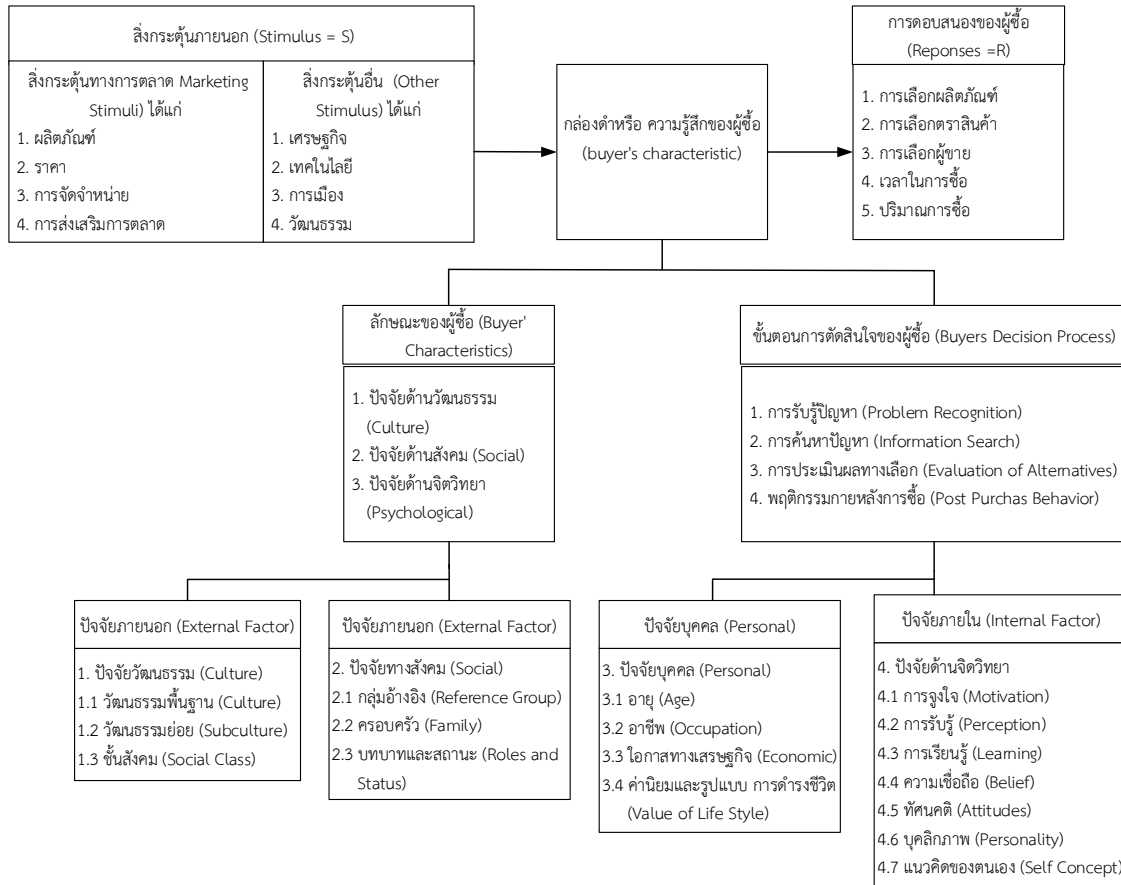 สิ่งกระตุ้นภายนอก (Stimulus = S)
สิ่งกระตุ้นทางการตลาด Marketing
Stimuli) ได้แก่
1. ผลิตภัณฑ์
2. ราคา
3. การจัดจำหน่าย
4. การส่งเสริมการตลาด
สิ่งกระตุ้นอื่น (Other
Stimulus) ได้แก่
1. เศรษฐกิจ
2. เทคโนโลยี
3. การเมือง
4. วัฒนธรรม
กล่องดำหรือ ความรู้สึกของผู้ซื้อ
(buyer's characteristic)
การตอบสนองของผู้ซื้อ
(Reponses =R)
1. การเลือกผลิตภัณฑ์
2. การเลือกตราสินค้า
3. การเลือกผู้ขาย
4. เวลาในการซื้อ
5. ปริมาณการซื้อ
ลักษณะของผู้ซื้อ (Buyer'
Characteristics)
1. ปัจจัยด้านวัฒนธรรม
(Culture)
2. ปัจจัยด้านสังคม (Social)
3. ปัจจัยด้านจิตวิทยา
(Psychological)
ขั้นตอนการตัดสินใจของผู้ซื้อ (Buyers Decision Process)
1. การรับรู้ปัญหา (Problem Recognition)
2. การค้นหาปัญหา (Information Search)
3. การประเมินผลทางเลือก (Evaluation of Alternatives)
4. พฤติกรรมภายหลังการซื้อ (Post Purchas Behavior)
ปัจจัยภายนอก (External Factor)
1. ปัจจัยวัฒนธรรม (Culture)
1.1 วัฒนธรรมพื้นฐาน (Culture)
1.2 วัฒนธรรมย่อย (Subculture)
1.3 ชั้นสังคม (Social Class)
ปัจจัยภายนอก (External Factor)
2. ปัจจัยทางสังคม (Social)
2.1 กลุ่มอ้างอิง (Reference Group)
2.2 ครอบครัว (Family)
2.3 บทบาทและสถานะ (Roles and
Status)
ปัจจัยบุคคล (Personal)
3. ปัจจัยบุคคล (Personal)
3.1 อายุ (Age)
3.2 อาชีพ (Occupation)
3.3 โอกาสทางเศรษฐกิจ (Economic)
3.4 ค่านิยมและรูปแบบ การดำรงชีวิต
(Value of Life Style)
ปัจจัยภายใน (Internal Factor)
4. ปังจัยด้านจิตวิทยา
4.1 การจูงใจ (Motivation)
4.2 การรับรู้ (Perception)
4.3 การเรียนรู้ (Learning)
4.4 ความเชื่อถือ (Belief)
4.5 ทัศนคติ (Attitudes)
4.6 บุคลิกภาพ (Personality)
4.7 แนวคิดของตนเอง (Self Concept)